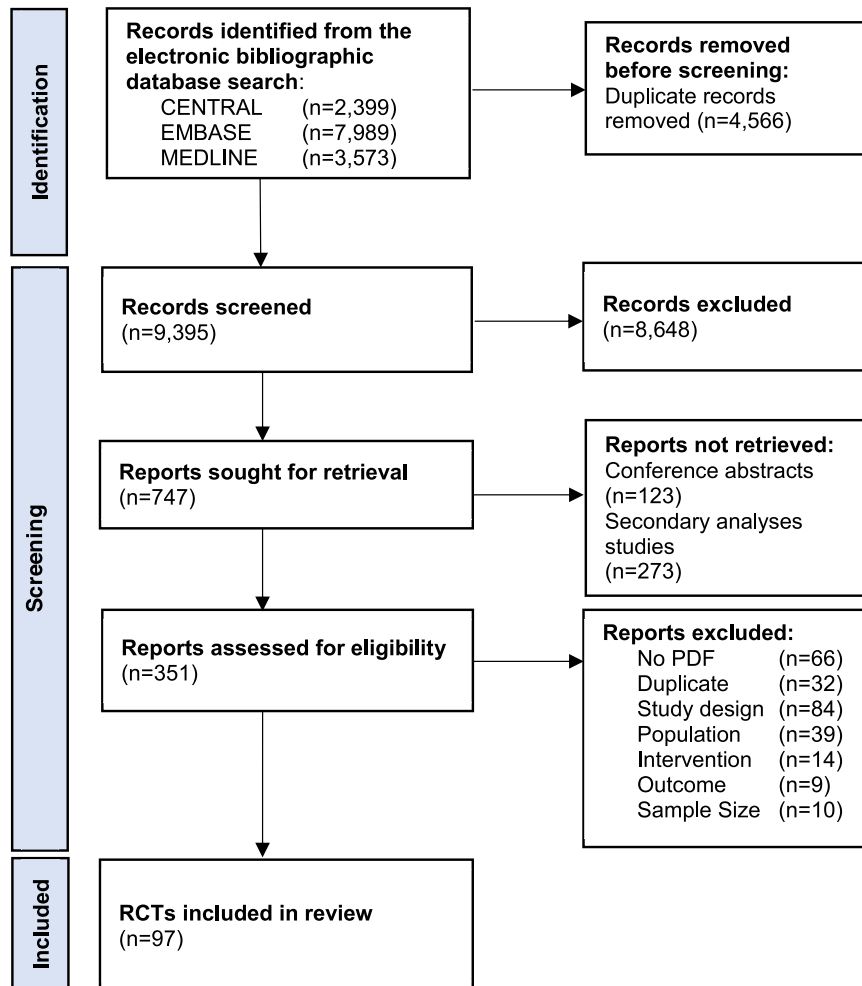 Identification
Records identified from the
electronic bibliographic
database search:
CENTRAL (n=2,399)
EMBASE (n=7,989)
MEDLINE (n=3,573)
Records removed
before screening:
Duplicate records
removed (n=4,566)
Screening
Records screened
(n=9,395)
Records excluded
(n=8,648)
Reports sought for retrieval
(n=747)
Reports not retrieved:
Conference abstracts
(n=123)
Secondary analyses
studies
(n=273)
Reports assessed for eligibility
(n=351)
Reports excluded:
No PDF (n=66)
Duplicate (n=32)
Study design (n=84)
Population (n=39)
Intervention (n=14)
Outcome (n=9)
Sample Size (n=10)
Included
RCTs included in review
(n=97)